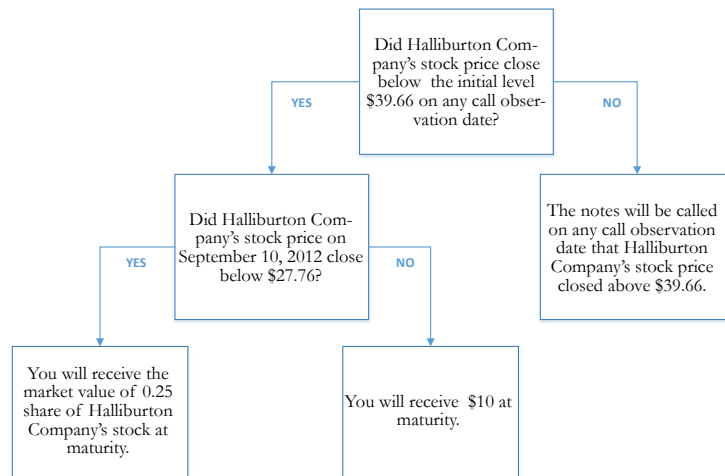 Did Halliburton Com-
pany's stock price close
below the initial level
$39.66 on any call obser-
vation date?
YES
NO
Did Halliburton Com-
pany's stock price on
September 10, 2012 close
below $27.76?
The notes will be called
on any call observation
date that Halliburton
Company's stock price
closed above $39.66.
YES
NO
You will receive the
market value of 0.25
share of Halliburton
Company's stock at
maturity.
You will receive $10 at
maturity.